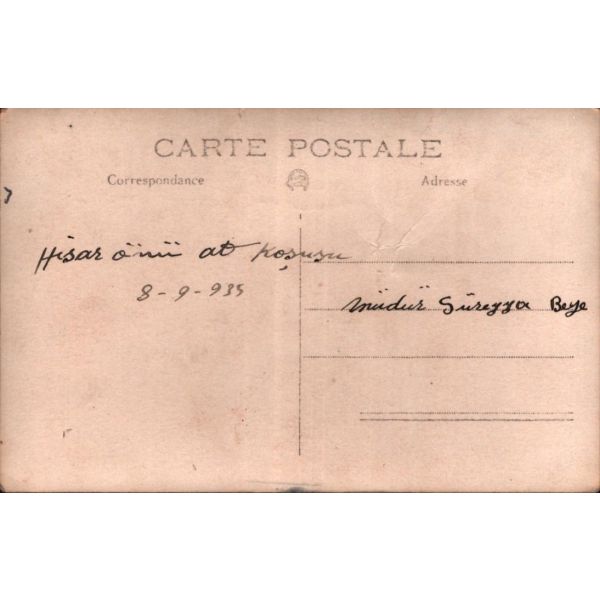 CARTE POSTALE
Correspondance
Adresse
Hisar önü at koşusu
8-9-935
Müdür Süreyya Beye